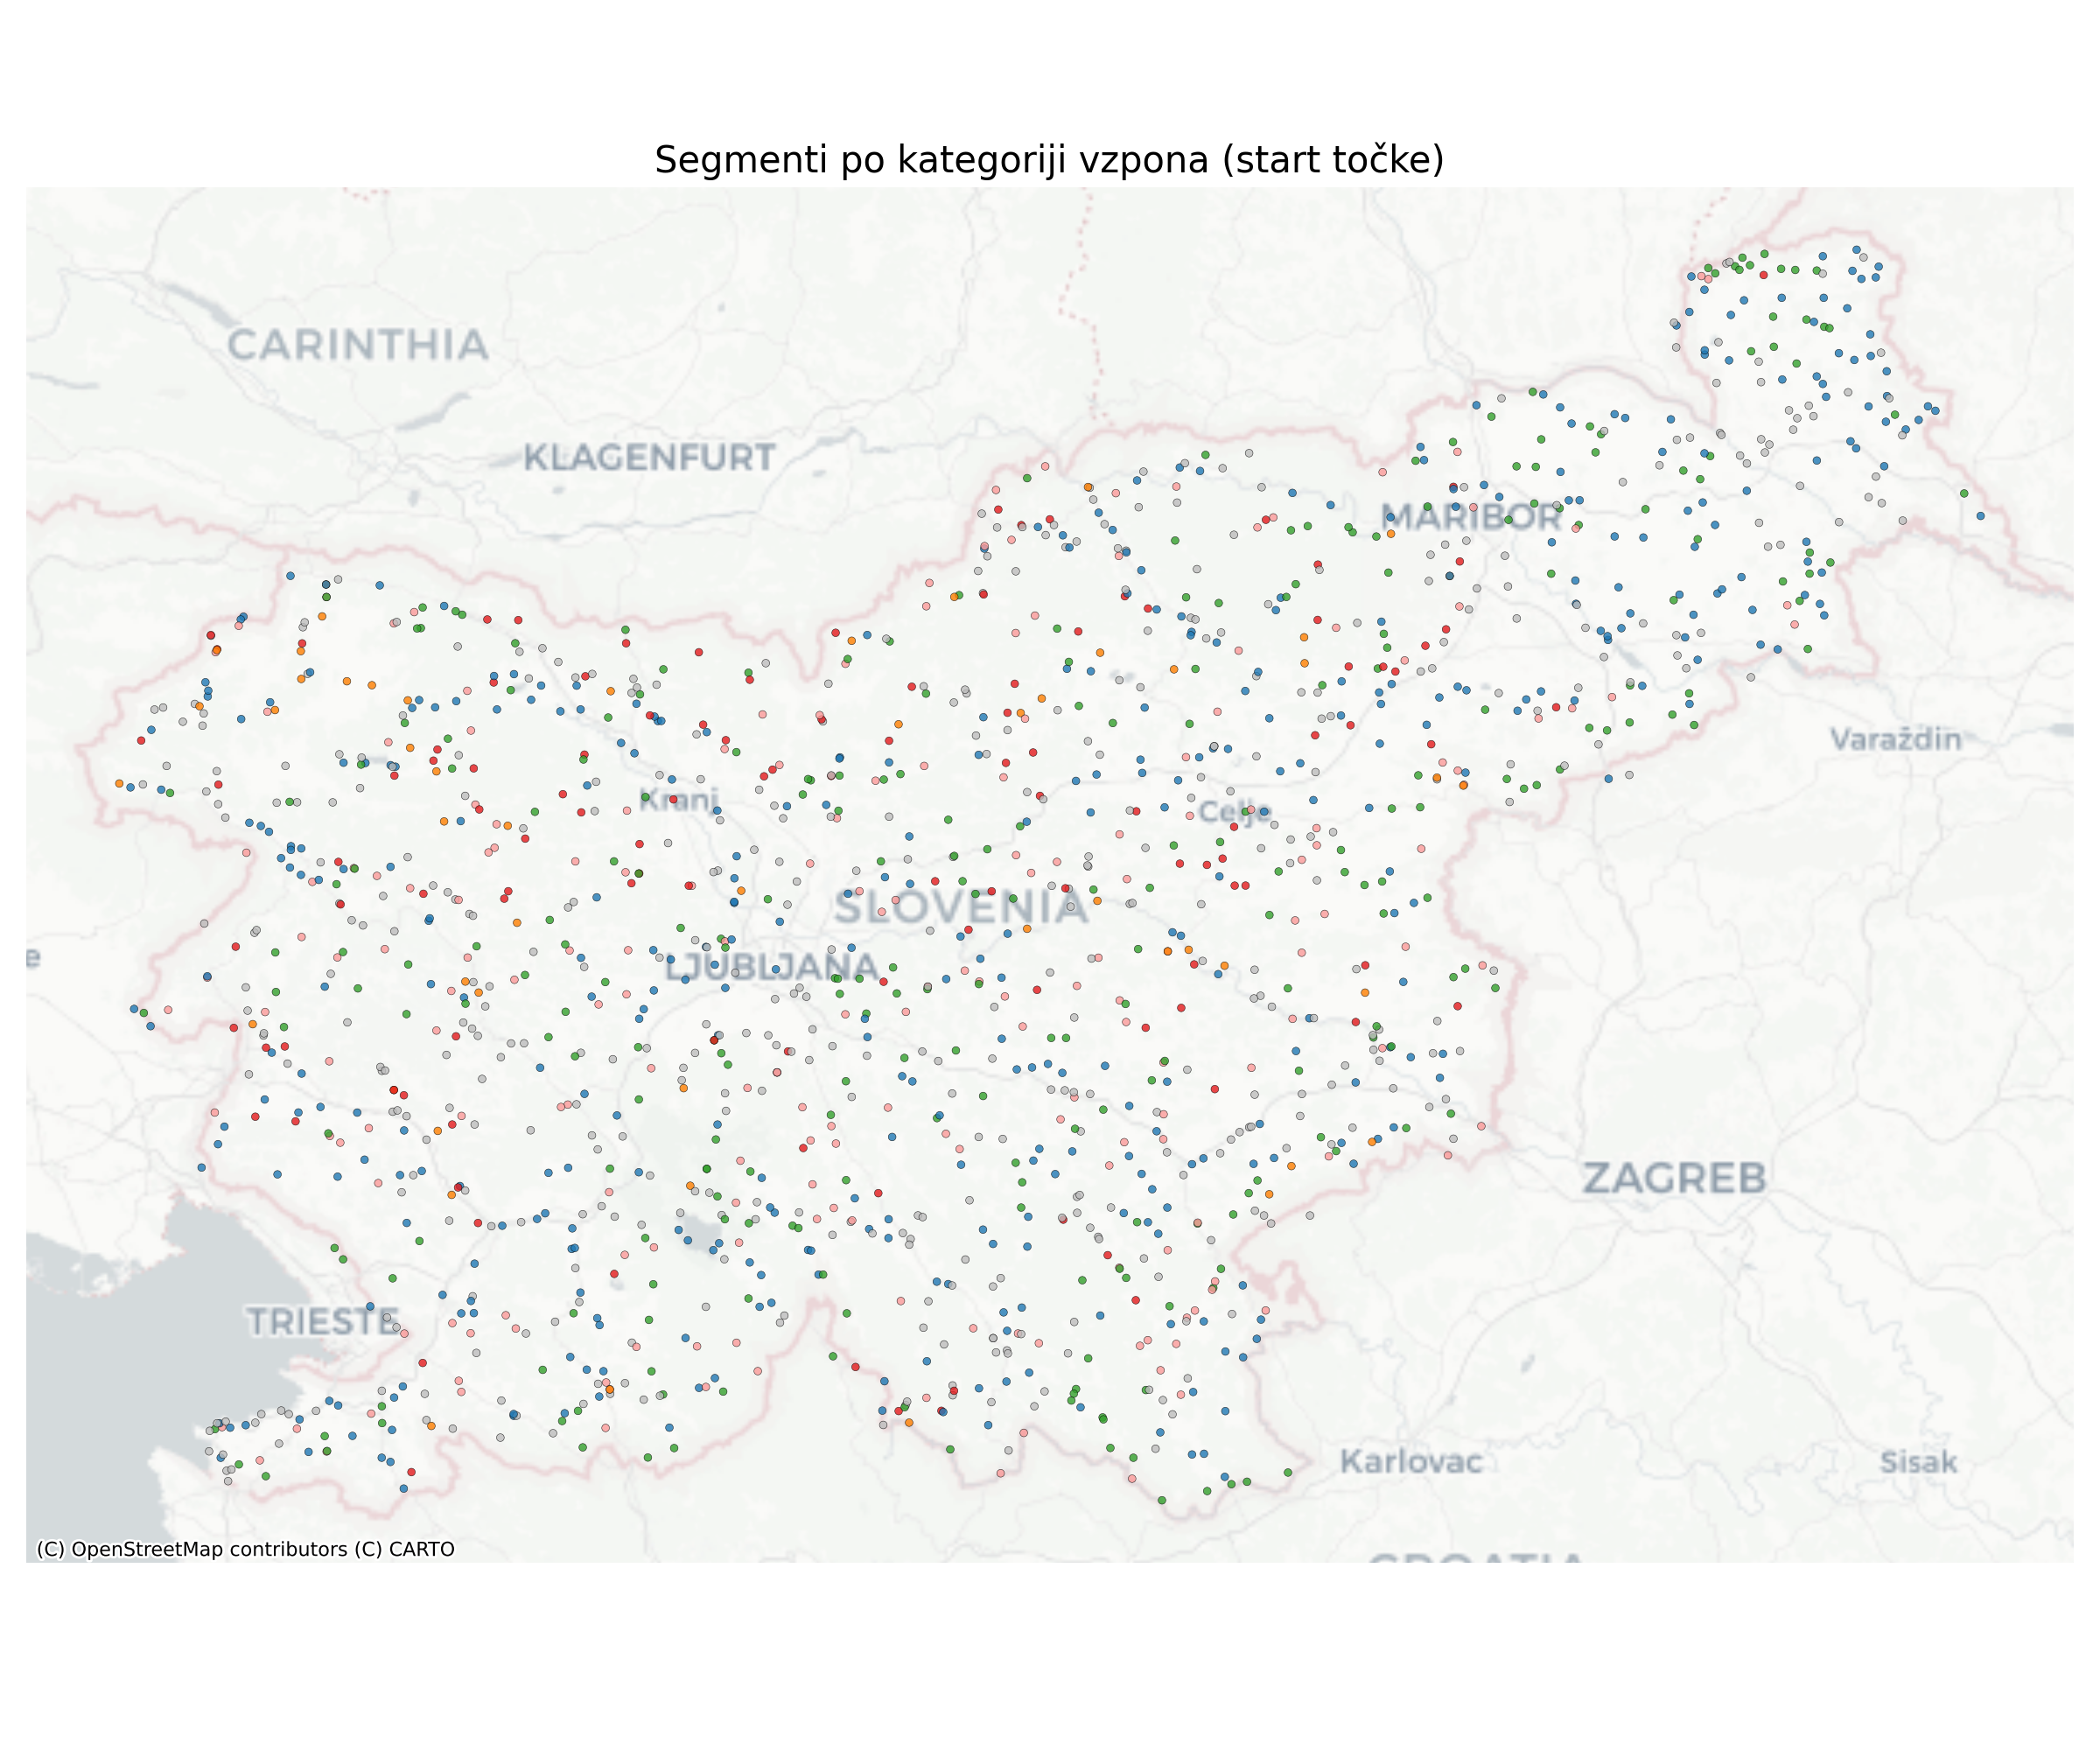 Segmenti po kategoriji vzpona (start točke)
CARINTHIA
KLAGENFURT
MARIBOR
Varaždin
Kranj
Celje
SLOVENIA
e
LJUBLJANA
ZAGREB
TRIESTE
Karlovac
Sisak
(C) OpenStreetMap contributors (C) CARTO
CROATIA